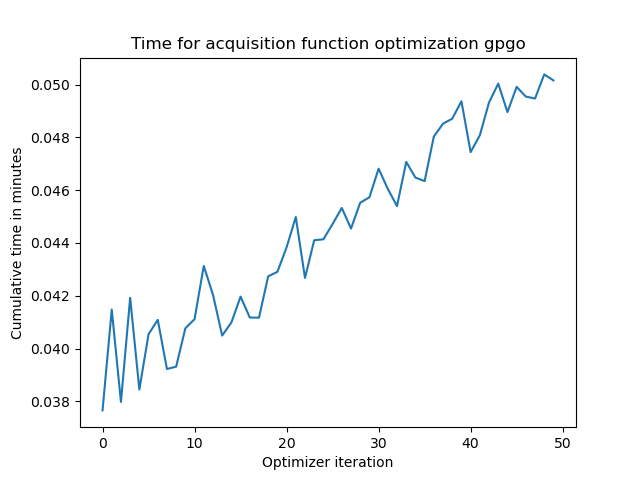 Time for acquisition function optimization gpgo
0.050
0.048
0.046
0.044
0.042
0.040
0.038
Cumulative time in minutes
0 10 20 30 40 50
Optimizer iteration